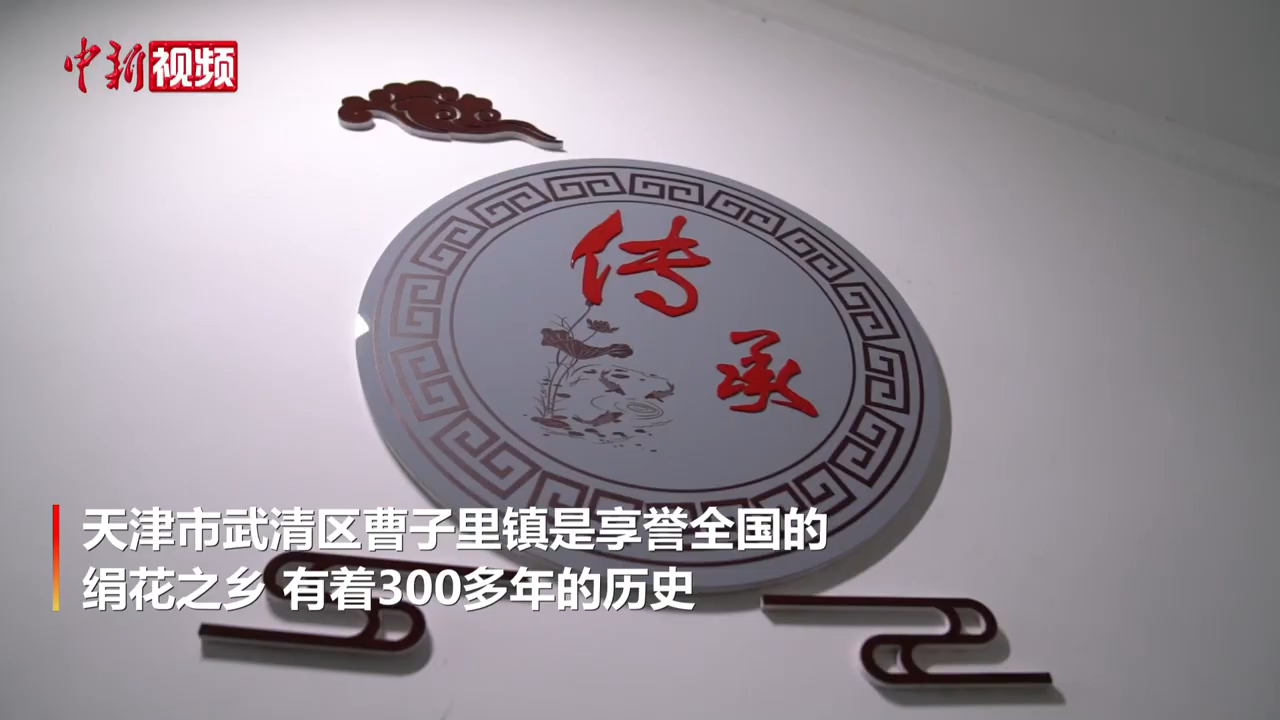 中新视频
传
承
天津市武清区曹子里镇是享誉全国的
绢花之乡 有着300多年的历史